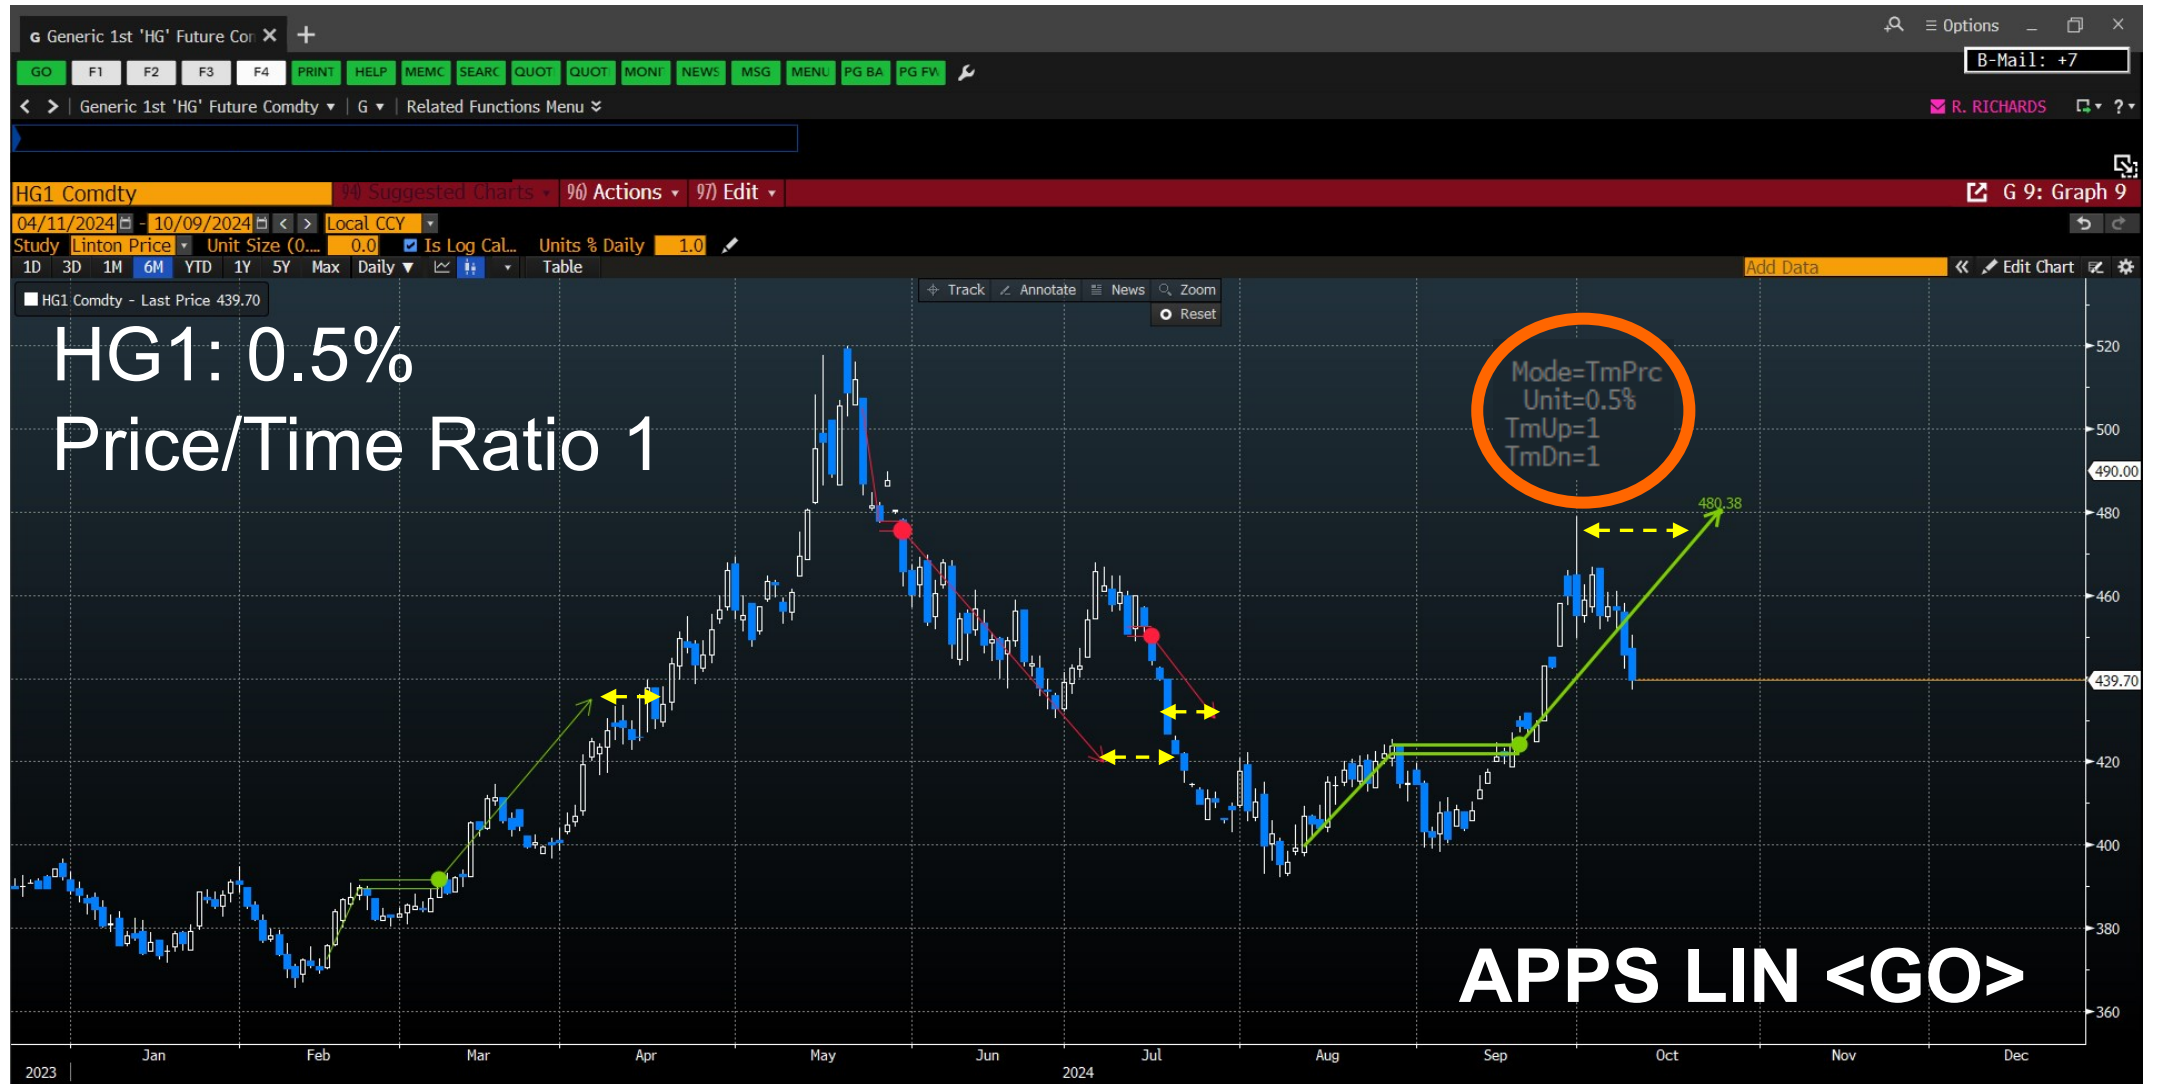 G Generic 1st 'HG' Future Con
Options
GO F1 F2 F3 F4 PRINT HELP MEMC SEARC QUOT QUOT MONI NEWS MSG MENU PG BA PG FW
B-Mail: +7
Generic 1st 'HG' Future Comdty G Related Functions Menu
R. RICHARDS ?
HG1 Comdty 94) Suggested Charts 96) Actions 97) Edit G 9: Graph 9
04/11/2024 - 10/09/2024 Local CCY
Study Linton Price Unit Size (0.... 0.0 Is Log Cal... Units % Daily 1.0
1D 3D 1M 6M YTD 1Y 5Y Max Daily Table Add Data Edit Chart
Track Annotate News Zoom
Reset
HG1 Comdty - Last Price 439.70
HG1: 0.5%
Price/Time Ratio 1
Mode=TmPrc
Unit=0.5%
TmUp=1
TmDn=1
480.38
520
500
490.00
480
460
439.70
420
400
380
360
APPS LIN <GO>
Jan Feb Mar Apr May Jun Jul Aug Sep Oct Nov Dec
2023 2024